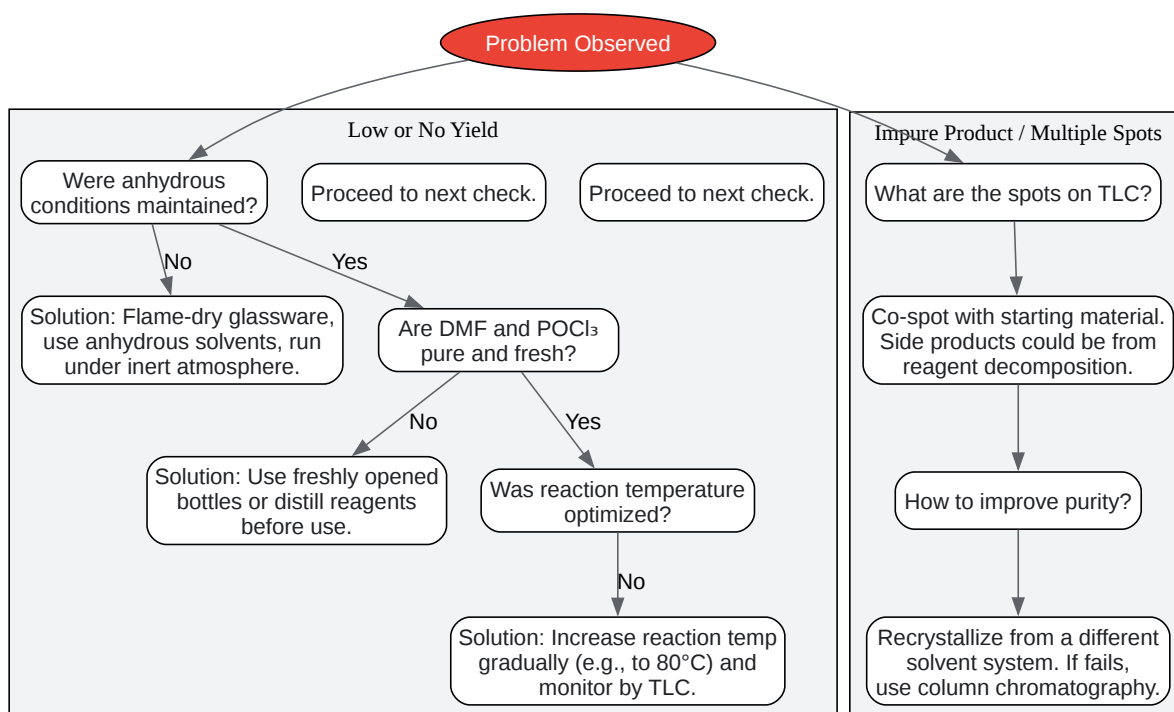 Problem Observed
Low or No Yield
Impure Product / Multiple Spots
Were anhydrous
conditions maintained?
Proceed to next check.
Proceed to next check.
What are the spots on TLC?
No
Yes
Solution: Flame-dry glassware,
use anhydrous solvents, run
under inert atmosphere.
Are DMF and POCl₃
pure and fresh?
Co-spot with starting material.
Side products could be from
reagent decomposition.
No
Yes
Solution: Use freshly opened
bottles or distill reagents
before use.
Was reaction temperature
optimized?
How to improve purity?
No
Solution: Increase reaction temp
gradually (e.g., to 80°C) and
monitor by TLC.
Recrystallize from a different
solvent system. If fails,
use column chromatography.